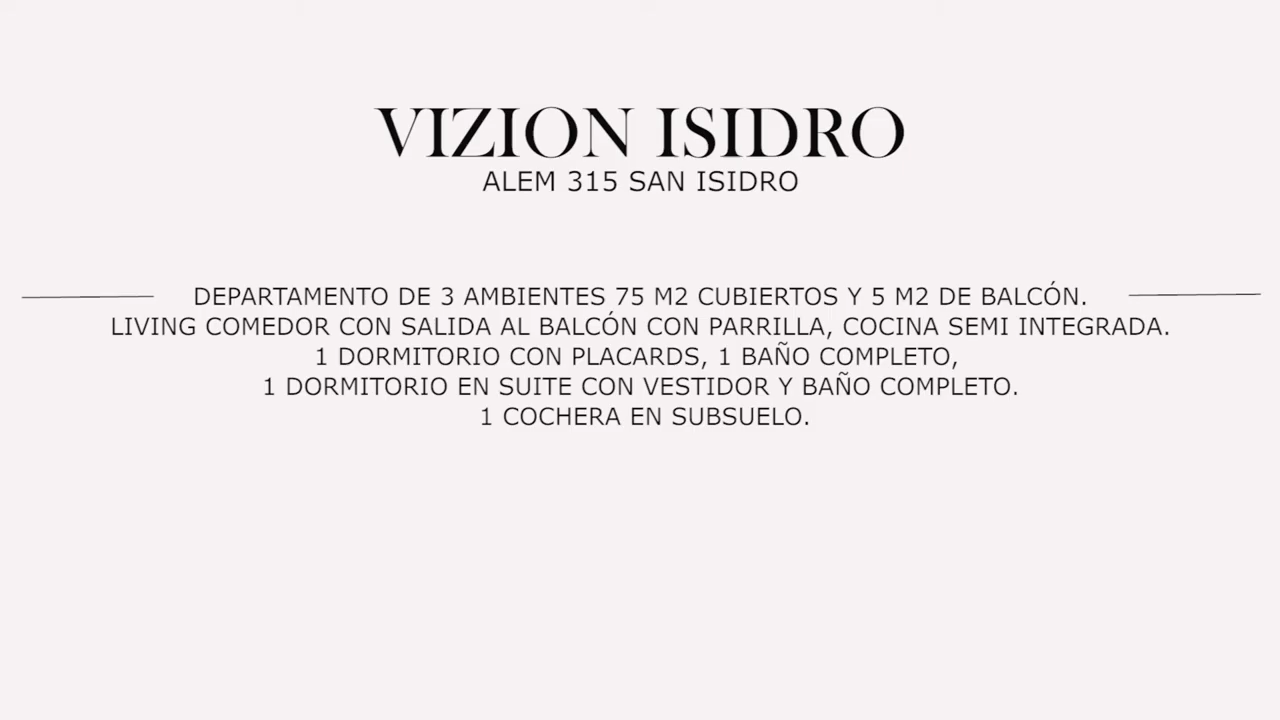 VIZION ISIDRO
ALEM 315 SAN ISIDRO
DEPARTAMENTO DE 3 AMBIENTES 75 M2 CUBIERTOS Y 5 M2 DE BALCÓN.
LIVING COMEDOR CON SALIDA AL BALCÓN CON PARRILLA, COCINA SEMI INTEGRADA.
1 DORMITORIO CON PLACARDS, 1 BAÑO COMPLETO,
1 DORMITORIO EN SUITE CON VESTIDOR Y BAÑO COMPLETO.
1 COCHERA EN SUBSUELO.